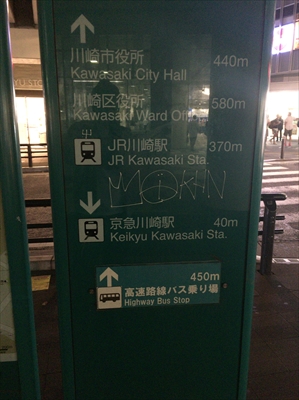 川崎市役所 440m
Kawasaki City Hall
川崎区役所 580m
Kawasaki Ward Office
JR川崎駅 370m
JR Kawasaki Sta.
京急川崎駅 40m
Keikyu Kawasaki Sta.
450m
高速路線バス乗り場
Highway Bus Stop